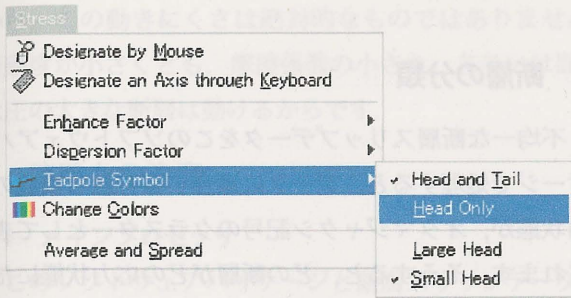 Stress
Designate by Mouse
Designate an Axis through Keyboard
Enhance Factor
Dispersion Factor
Tadpole Symbol
Change Colors
Average and Spread
Head and Tail
Head Only
Large Head
Small Head